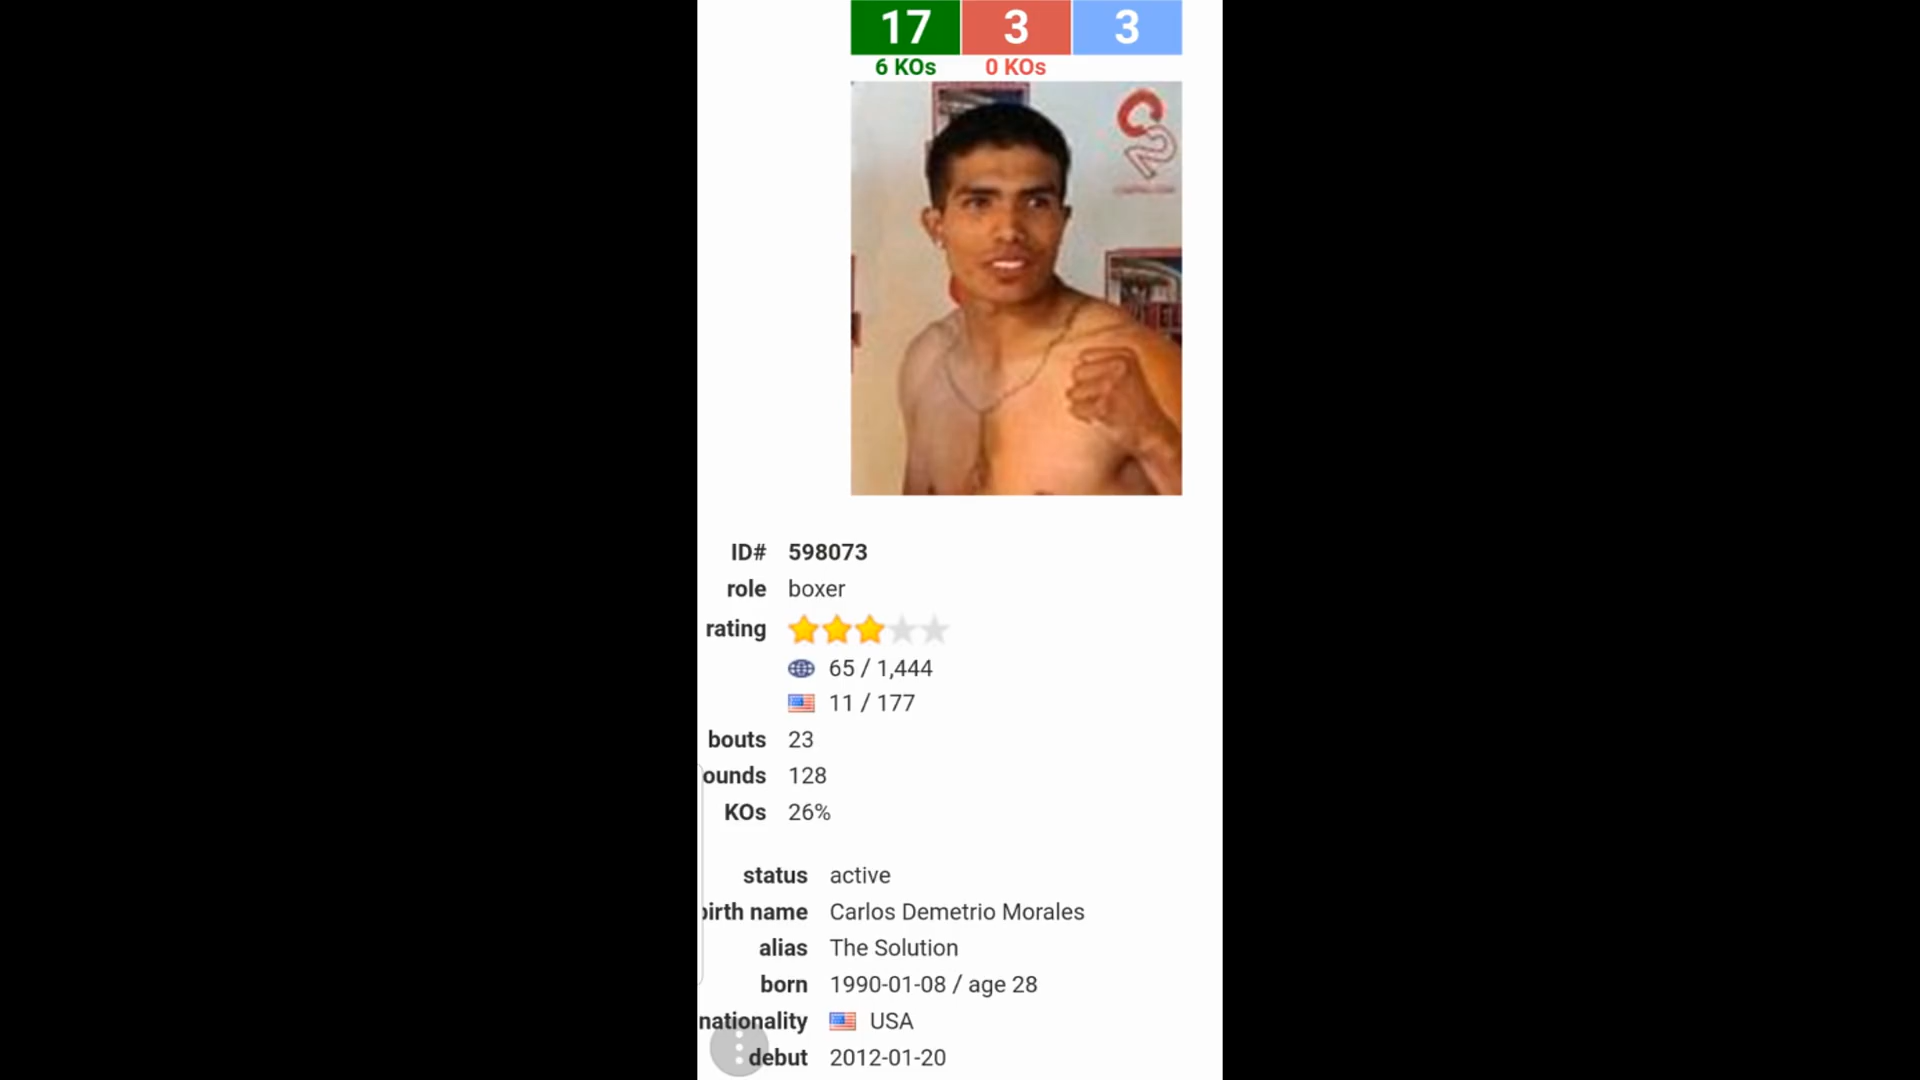 17 3 3
6 KOs 0 KOs
ID# 598073
role boxer
rating
65 / 1,444
11 / 177
bouts 23
ounds 128
KOs 26%
status active
birth name Carlos Demetrio Morales
alias The Solution
born 1990-01-08 / age 28
nationality USA
debut 2012-01-20